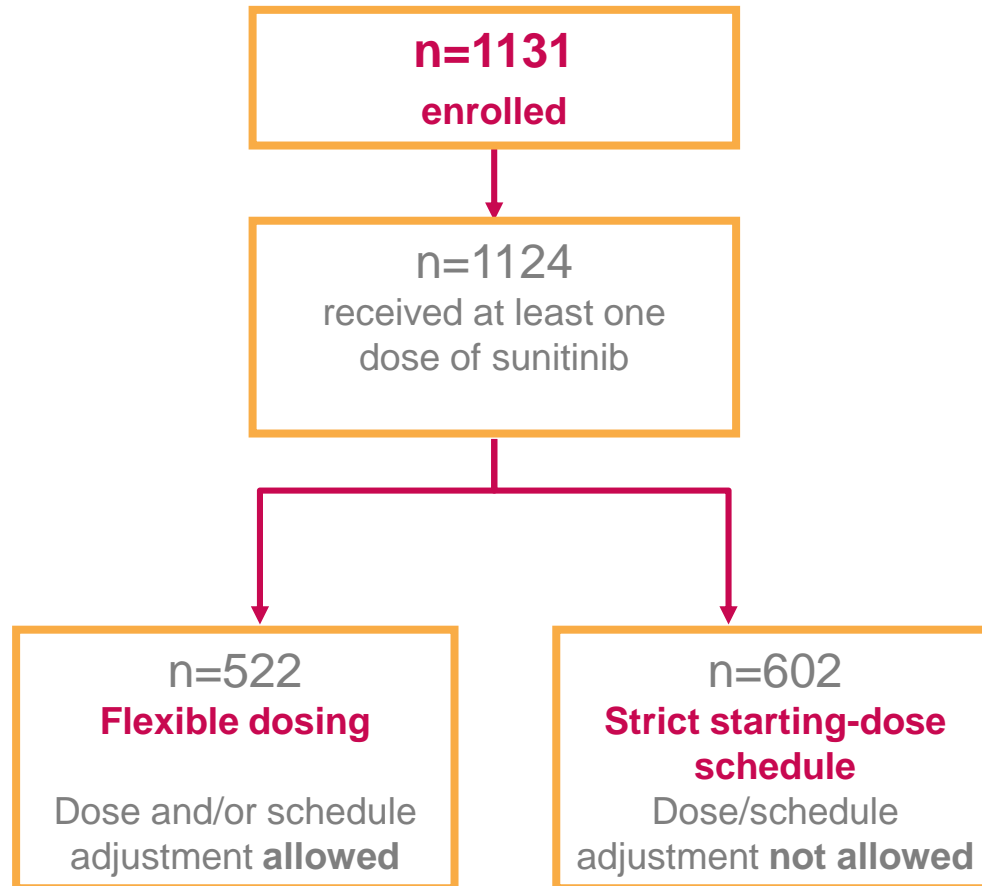 n=1131
enrolled
n=1124
received at least one
dose of sunitinib
n=522
Flexible dosing
Dose and/or schedule
adjustment allowed
n=602
Strict starting-dose
schedule
Dose/schedule
adjustment not allowed